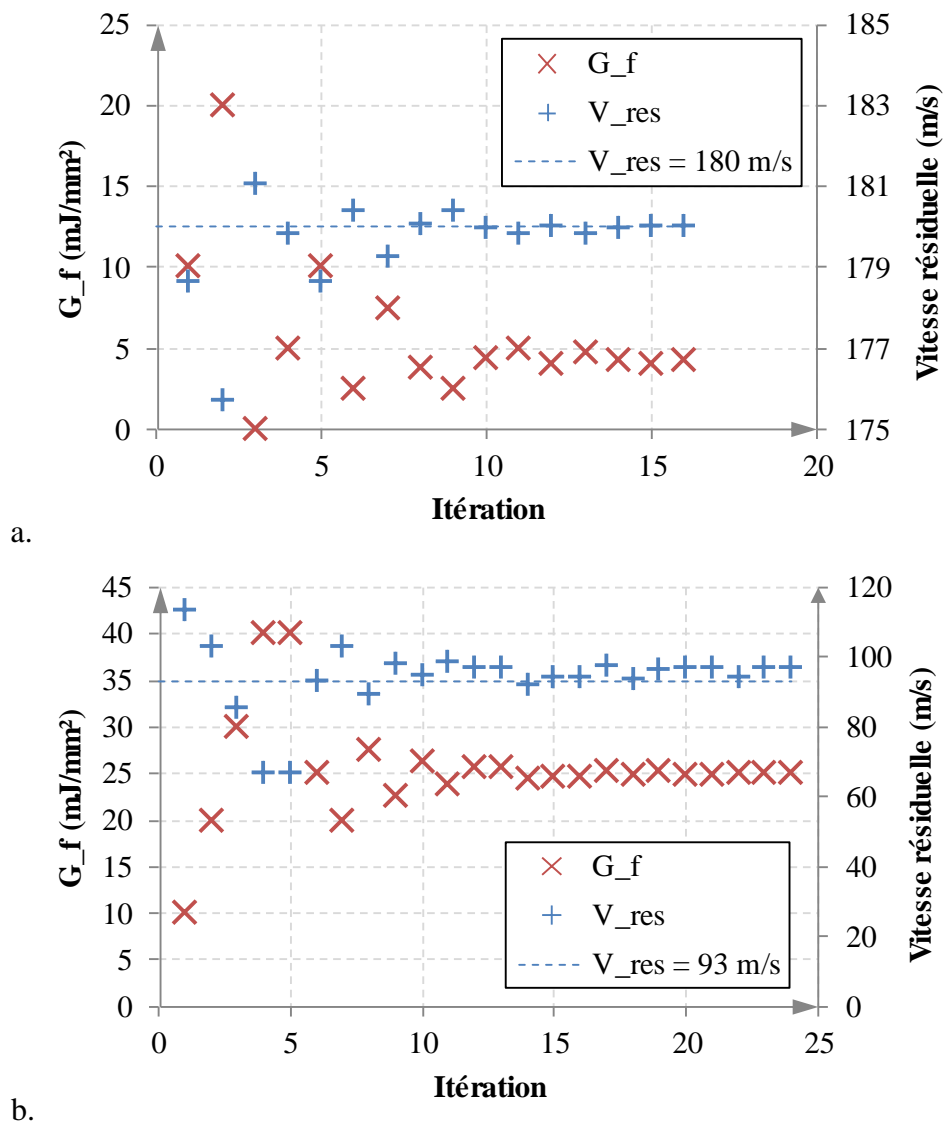 25
20
15
10
5
0
G_f (mJ/mm²)
185
183
181
179
177
175
Vitesse résiduelle (m/s)
G_f
V_res
V_res = 180 m/s
0
5
10
15
20
Itération
a.
45
40
35
30
25
20
15
10
5
0
G_f (mJ/mm²)
120
100
80
60
40
20
0
Vitesse résiduelle (m/s)
G_f
V_res
V_res = 93 m/s
0
5
10
15
20
25
Itération
b.